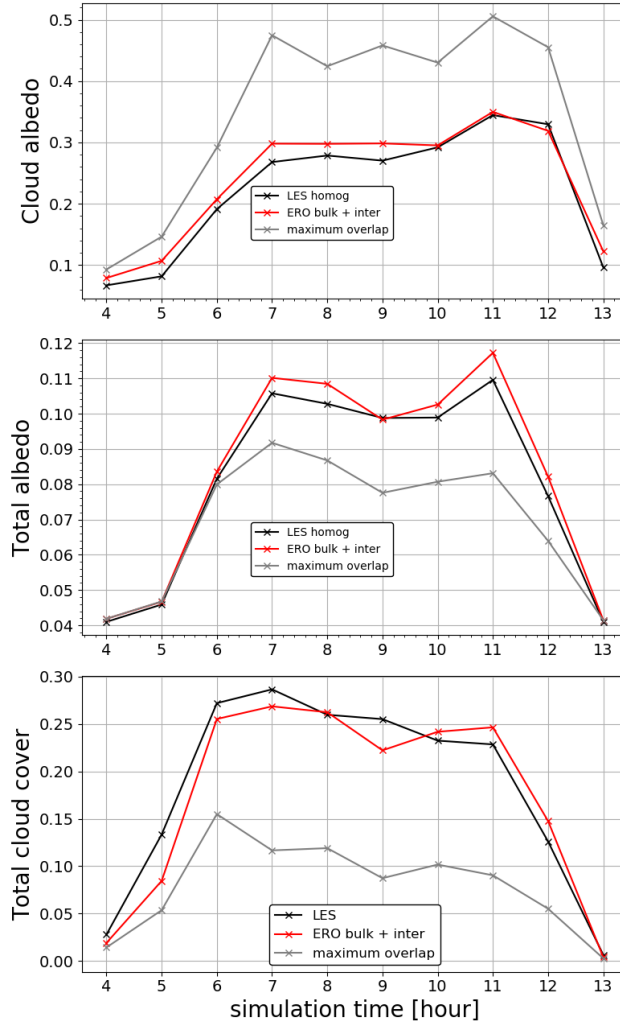 Cloud albedo
0.5
0.4
0.3
0.2
0.1
LES homog
ERO bulk + inter
maximum overlap
4 5 6 7 8 9 10 11 12 13
Total albedo
0.12
0.11
0.10
0.09
0.08
0.07
0.06
0.05
0.04
LES homog
ERO bulk + inter
maximum overlap
4 5 6 7 8 9 10 11 12 13
Total cloud cover
0.30
0.25
0.20
0.15
0.10
0.05
0.00
LES
ERO bulk + inter
maximum overlap
4 5 6 7 8 9 10 11 12 13
simulation time [hour]